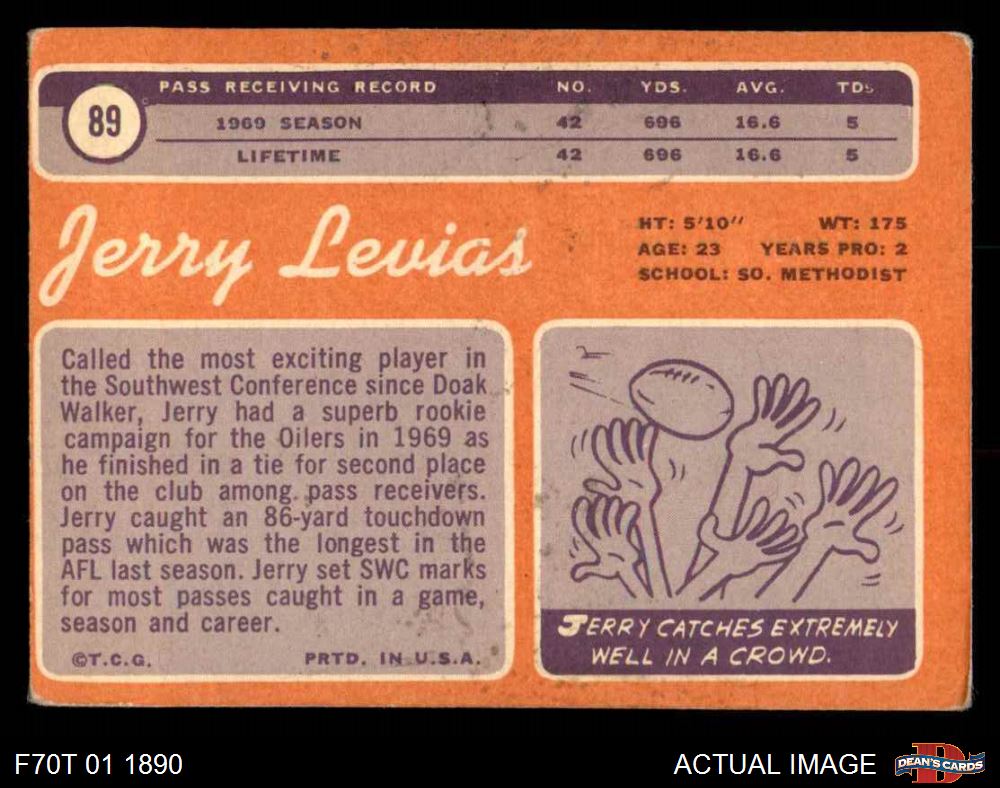 PASS RECEIVING RECORD NO. YDS. AVG. TDS
89
1969 SEASON 42 696 16.6 5
LIFETIME 42 696 16.6 5
Jerry Levias
HT: 5'10" WT: 175
AGE: 23 YEARS PRO: 2
SCHOOL: SO. METHODIST
Called the most exciting player in
the Southwest Conference since Doak
Walker, Jerry had a superb rookie
campaign for the Oilers in 1969 as
he finished in a tie for second place
on the club among pass receivers.
Jerry caught an 86-yard touchdown
pass which was the longest in the
AFL last season. Jerry set SWC marks
for most passes caught in a game,
season and career.
©T.C.G. PRTD. IN U.S.A.
JERRY CATCHES EXTREMELY
WELL IN A CROWD.
F70T 01 1890 ACTUAL IMAGE
D
DEAN'S CARDS